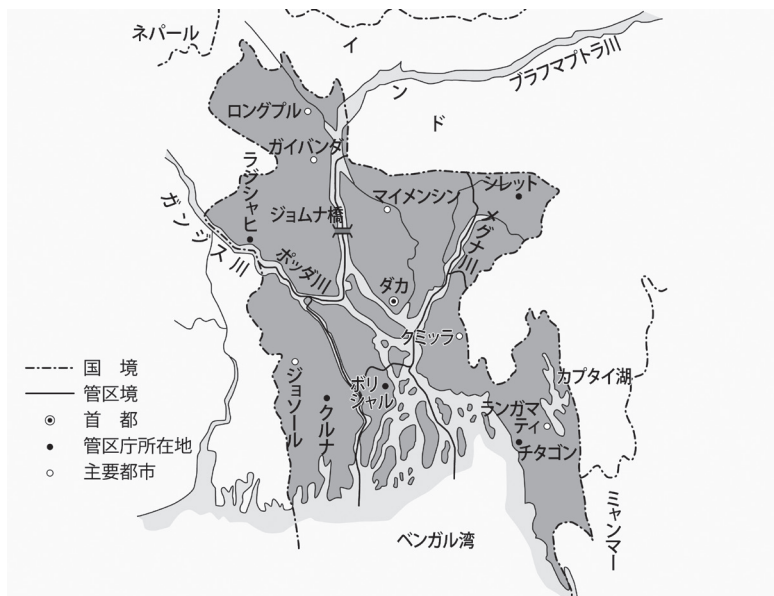 ネパール
インド
ブラフマプトラ川
ロングプル
ガイバンダ
ラジシャヒ
ガンジス川
ジョムナ橋
マイメンシン
シレット
メグナ川
ポッダ川
ダカ
クミッラ
ジョソール
クルナ
ボリ
シャル
カプタイ湖
ランガマ
ティ
チタゴン
ミャンマー
ベンガル湾
国 境
管区境
首 都
管区庁所在地
主要都市